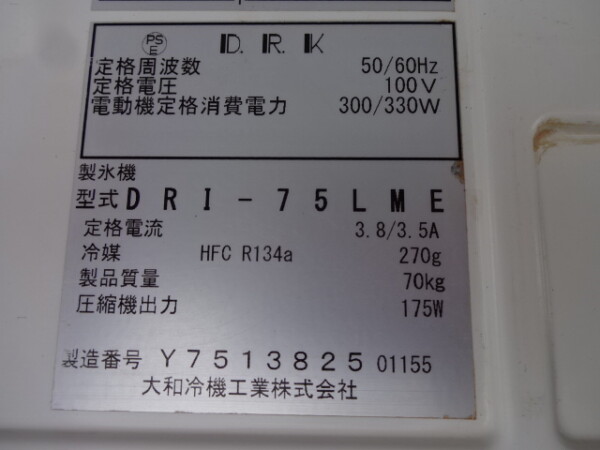 PS E D.R.K
定格周波数 50/60Hz
定格電圧 100V
電動機定格消費電力 300/330W
製氷機
型式 DRI-75LME
定格電流 3.8/3.5A
冷媒 HFC R134a 270g
製品質量 70kg
圧縮機出力 175W
製造番号 Y7513825 01155
大和冷機工業株式会社